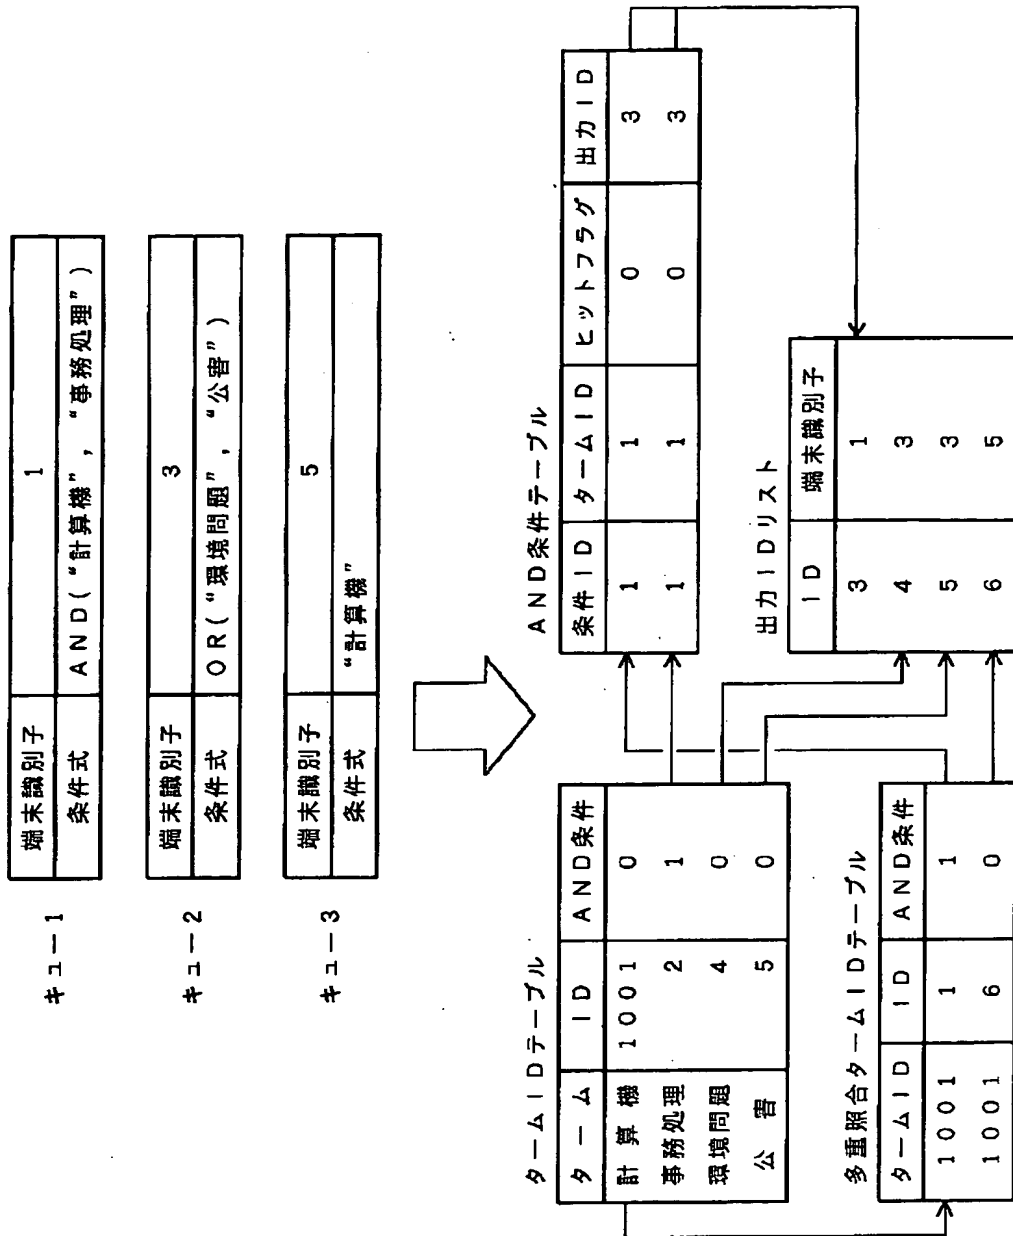 キュー1
端末識別子 1
条件式 AND("計算機", "事務処理")
キュー2
端末識別子 3
条件式 OR("環境問題", "公害")
キュー3
端末識別子 5
条件式 "計算機"
タームIDテーブル
ターム ID AND条件
計算機 1001 0
事務処理 2 1
環境問題 4 0
公害 5 0
AND条件テーブル
条件ID タームID ヒットフラグ 出力ID
1 1 0 3
1 1 0 3
多重照合タームIDテーブル
タームID ID AND条件
1001 1 1
1001 6 0
出力IDリスト
ID 端末識別子
3 1
4 3
5 3
6 5